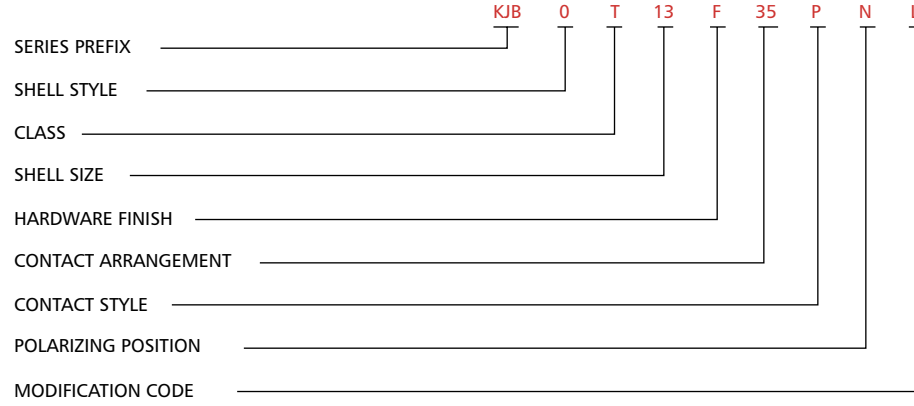 KJB 0 T 13 F 35 P N
SERIES PREFIX
SHELL STYLE
CLASS
SHELL SIZE
HARDWARE FINISH
CONTACT ARRANGEMENT
CONTACT STYLE
POLARIZING POSITION
MODIFICATION CODE